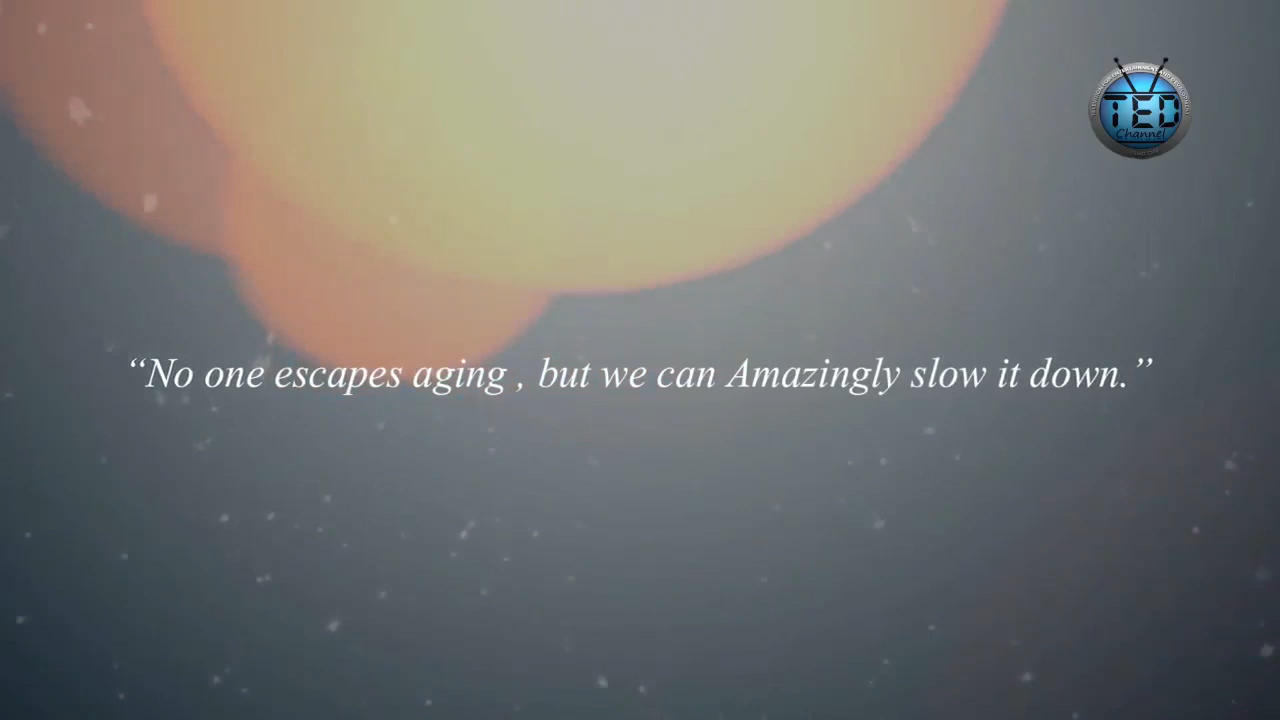 TED
Channel
“No one escapes aging , but we can Amazingly slow it down.”